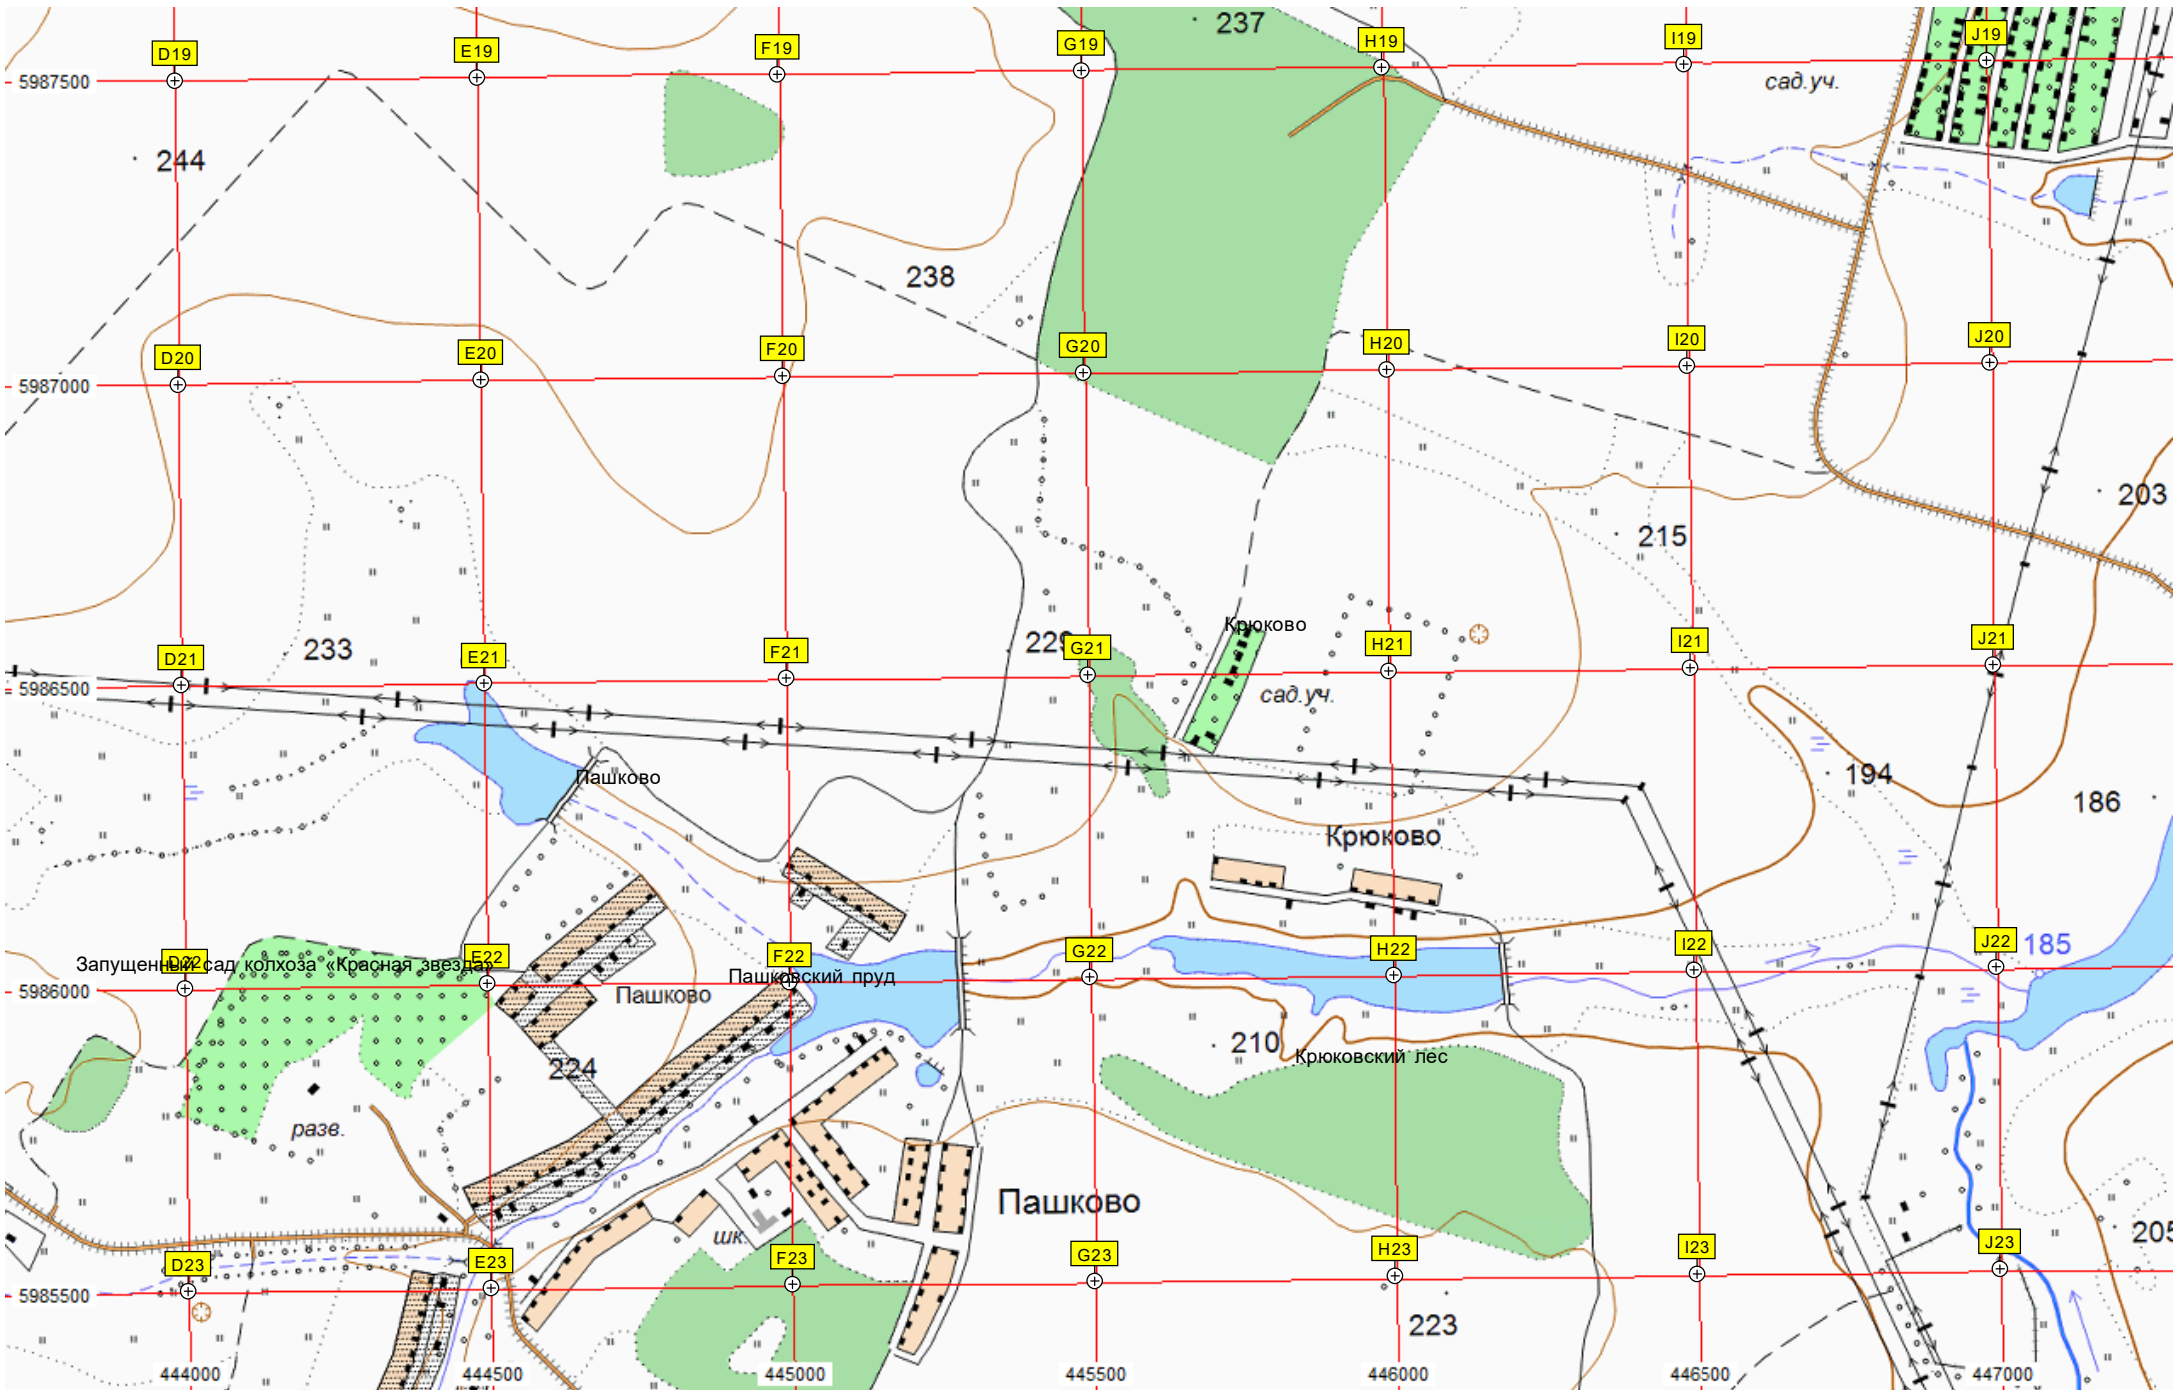 237
D19 E19 F19 G19 H19 I19 J19
5987500
сад.уч.
244
238
D20 E20 F20 G20 H20 I20 J20
5987000
203
215
Крюково
233
229
D21 E21 F21 G21 H21 I21 J21
5986500
сад.уч.
Пашково
194
186
Крюково
D22 E22 F22 G22 H22 I22 J22
185
Запущенный сад колхоза «Красная звезда»
Пашковский пруд
5986000
Пашково
210
Крюковский лес
224
разв.
Пашково
шк.
205
D23 E23 F23 G23 H23 I23 J23
5985500
223
444000 444500 445000 445500 446000 446500 447000